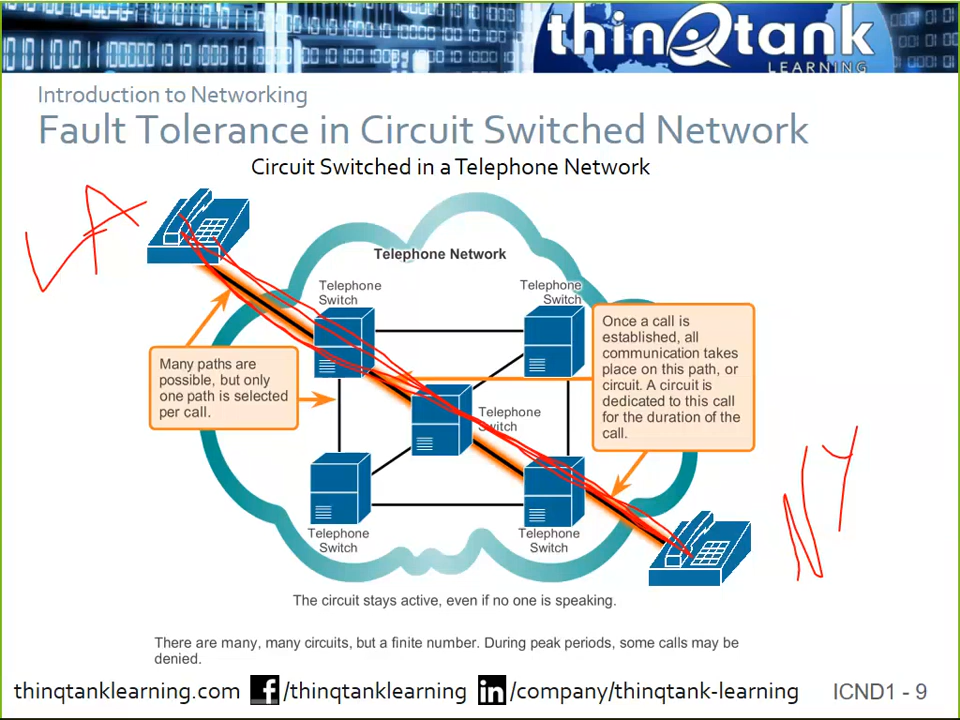 thinQtank
LEARNING
Introduction to Networking
Fault Tolerance in Circuit Switched Network
Circuit Switched in a Telephone Network
LA
Telephone Network
Telephone
Switch
Telephone
Switch
Many paths are
possible, but only
one path is selected
per call.
Once a call is
established, all
communication takes
place on this path, or
circuit. A circuit is
dedicated to this call
for the duration of the
call.
Telephone
Switch
NY
Telephone
Switch
Telephone
Switch
The circuit stays active, even if no one is speaking.
There are many, many circuits, but a finite number. During peak periods, some calls may be
denied.
thinqtanklearning.com f /thinqtanklearning in /company/thinqtank-learning ICND1 - 9